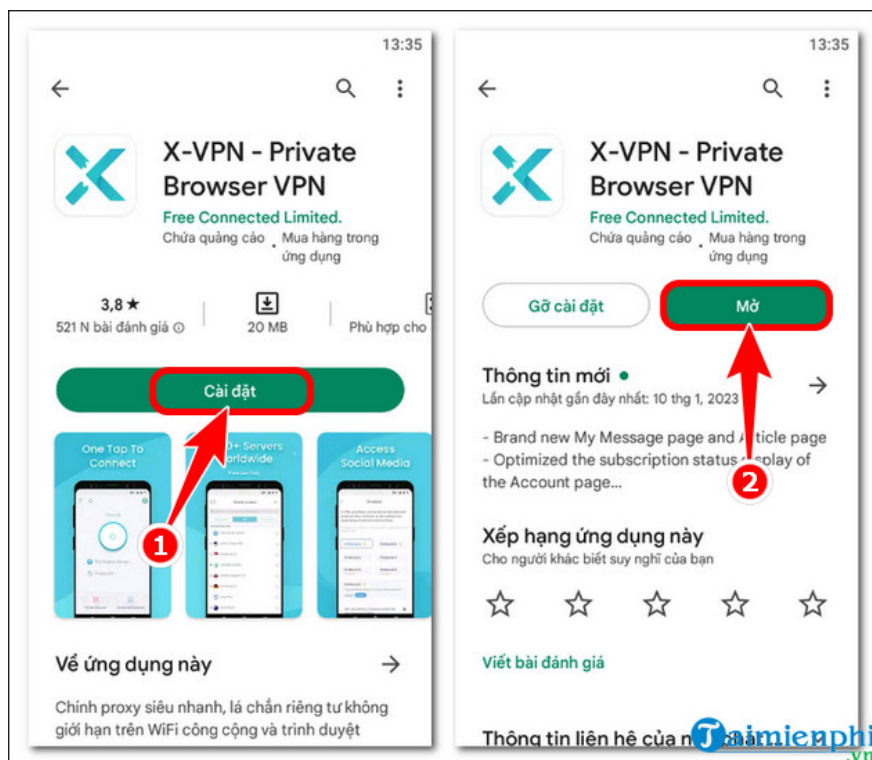 13:35
X-VPN - Private
Browser VPN
Free Connected Limited.
Chứa quảng cáo . Mua hàng trong
ứng dụng
3,8 ★
521 N bài đánh giá
20 MB
Phù hợp cho
Cài đặt
One Tap To
Connect
Servers
Access
Social Media
1
Về ứng dụng này
Chinh proxy siêu nhanh, lá chắn riêng tư không
giới hạn trên WiFi công cộng và trình duyệt
13:35
X-VPN - Private
Browser VPN
Free Connected Limited.
Chứa quảng cáo . Mua hàng trong
ứng dụng
Gỡ cài đặt
Mở
Thông tin mới
Lần cập nhật gần đây nhất: 10 thg 1, 2023
- Brand new My Message page and Article page
- Optimized the subscription status display of
the Account page...
2
Xếp hạng ứng dụng này
Cho người khác biết suy nghĩ của bạn
Viết bài đánh giá
Thông tin liên hệ của
Taimienphi
.vn